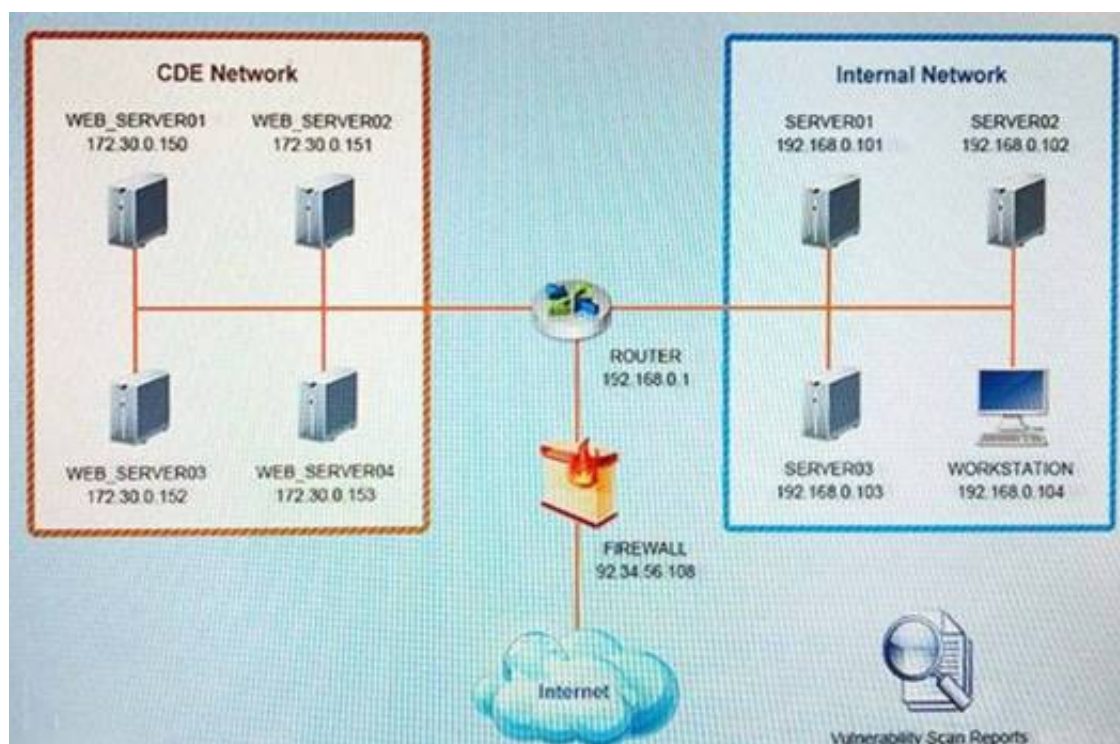 CDE Network
WEB_SERVER01
172.30.0.150
WEB_SERVER02
172.30.0.151
WEB_SERVER03
172.30.0.152
WEB_SERVER04
172.30.0.153
ROUTER
192.168.0.1
FIREWALL
92.34.56.108
Internet
Internal Network
SERVER01
192.168.0.101
SERVER02
192.168.0.102
SERVER03
192.168.0.103
WORKSTATION
192.168.0.104
Vulnerability Scan Reports